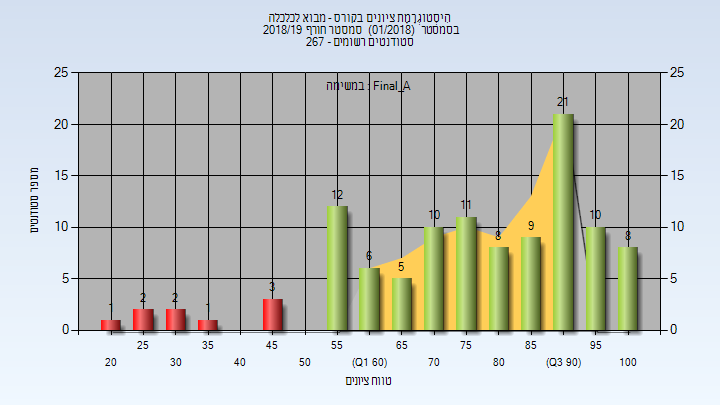 היסטוגרמת ציונים בקורס - מבוא לכלכלה
בסמסטר (01/2018) סמסטר חורף 2018/19
סטודנטים רשומים - 267
במשימה : Final_A
25 25
20 20
15 15
10 10
5 5
0 0
מספר סטודנטים
1 2 2 1 3 12 6 5 10 11 8 9 21 10 8
25 35 45 55 65 75 85 95
20 30 40 50 (Q1 60) 70 80 (Q3 90) 100
טווח ציונים